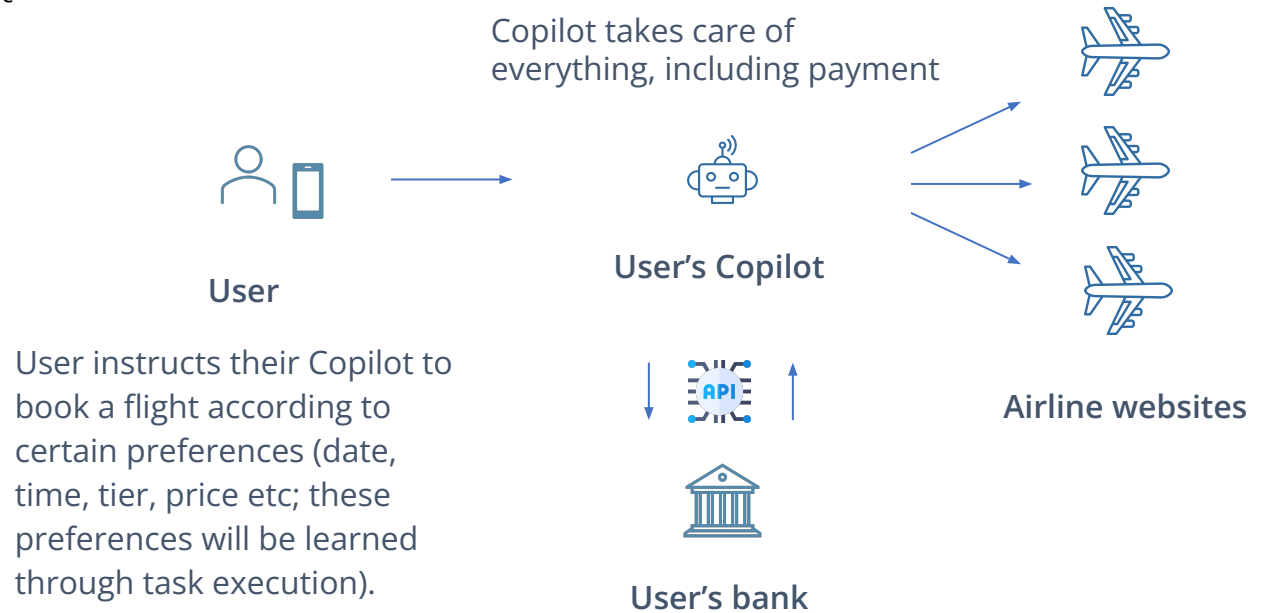 Copilot takes care of
everything, including payment
User
User's Copilot
User instructs their Copilot to
book a flight according to
certain preferences (date,
time, tier, price etc; these
preferences will be learned
through task execution).
API
User’s bank
Airline websites